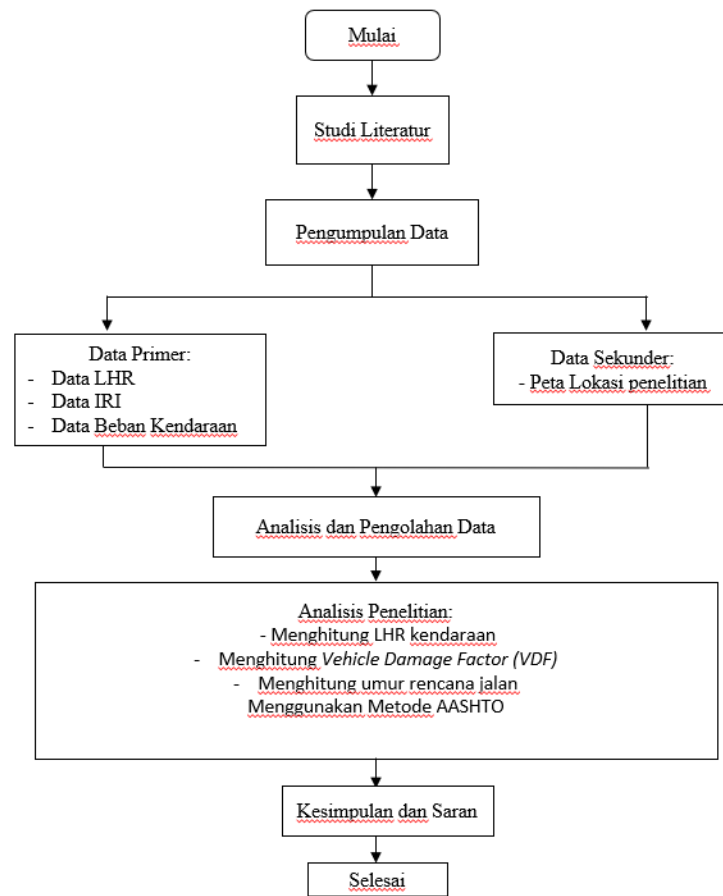 Mulai
Studi Literatur
Pengumpulan Data
Data Primer:
- Data LHR
- Data IRI
- Data Beban Kendaraan
Data Sekunder:
- Peta Lokasi penelitian
Analisis dan Pengolahan Data
Analisis Penelitian:
- Menghitung LHR kendaraan
- Menghitung Vehicle Damage Factor (VDF)
- Menghitung umur rencana jalan
Menggunakan Metode AASHTO
Kesimpulan dan Saran
Selesai